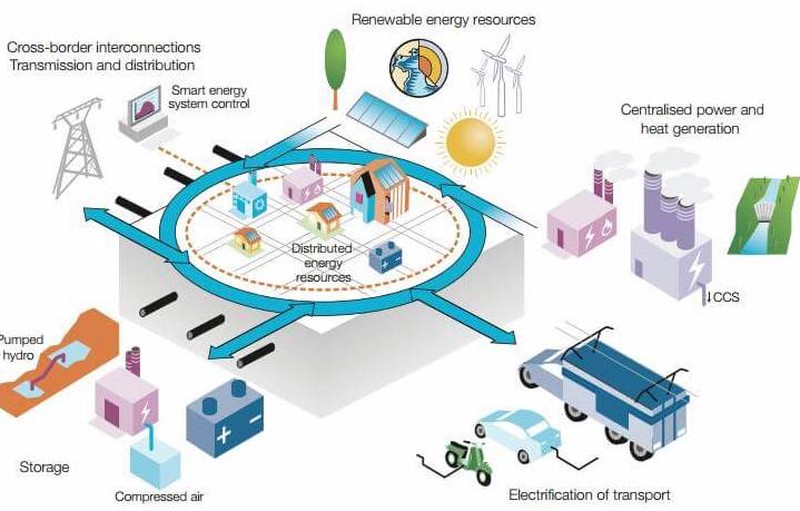 Renewable energy resources
Cross-border interconnections
Transmission and distribution
Smart energy
system control
Centralised power and
heat generation
Distributed
energy
resources
CCS
Pumped
hydro
Storage
Compressed air
Electrification of transport